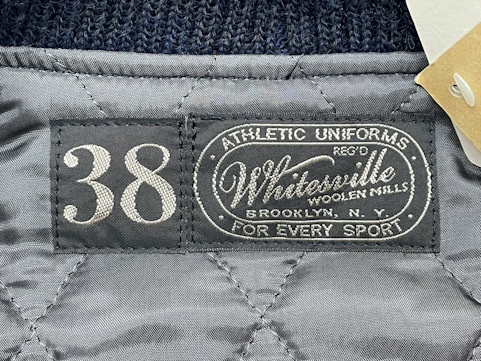 38
ATHLETIC UNIFORMS
REG'D
Whitesville
WOOLEN MILLS
BROOKLYN, N. Y.
FOR EVERY SPORT